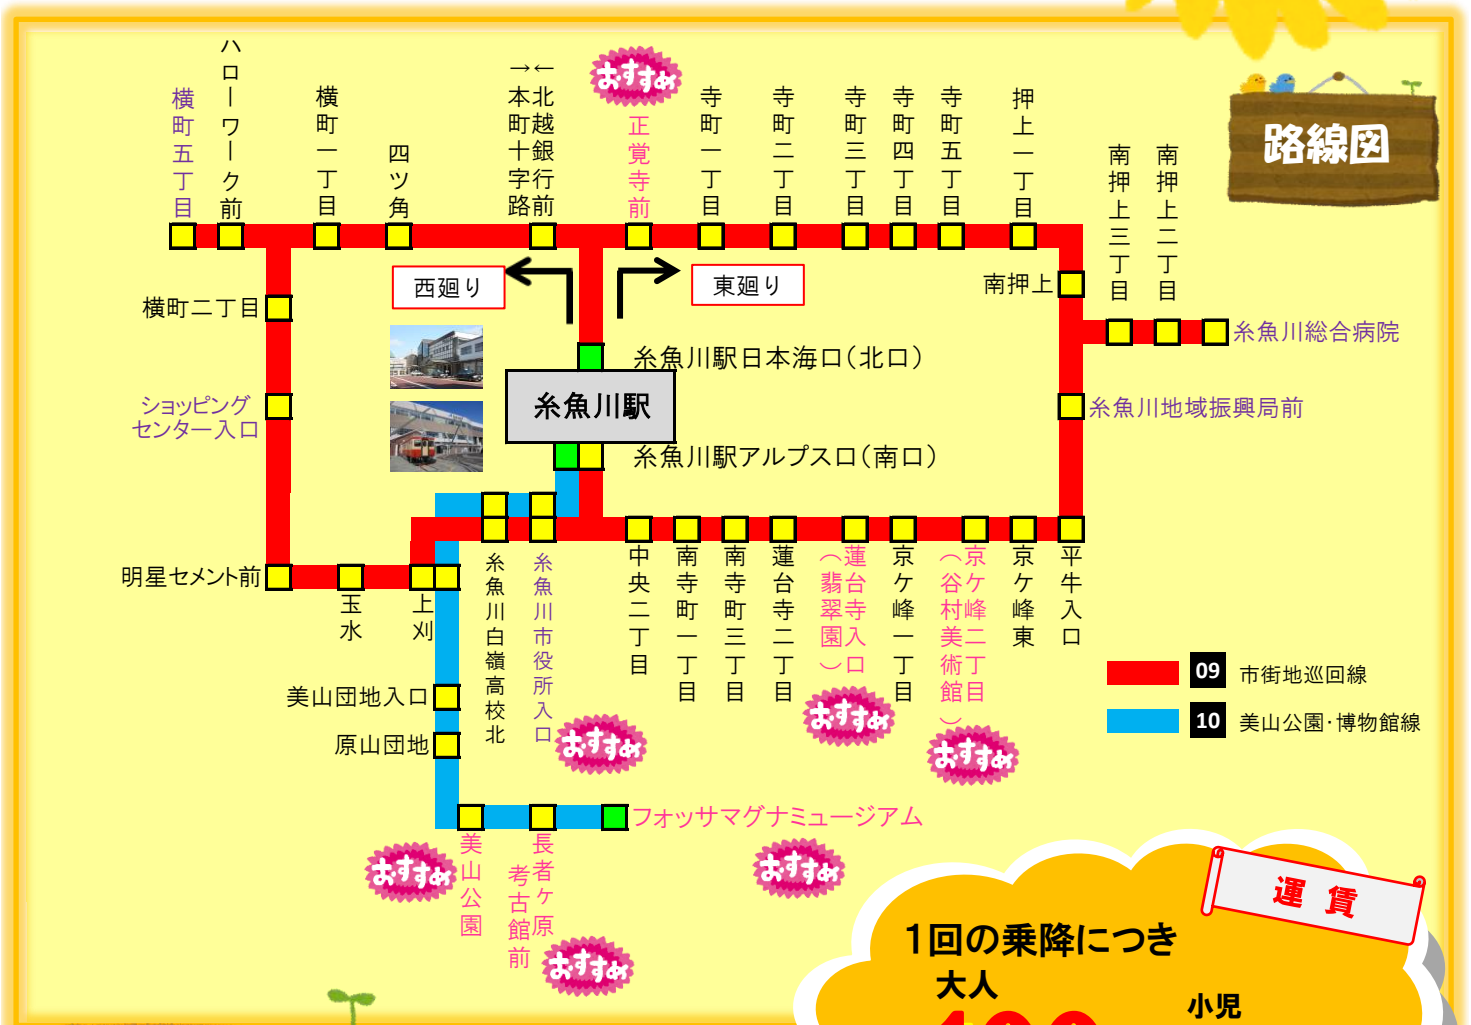 路線図
横町五丁目
ハローワーク前
横町一丁目
四ツ角
→本町十字路
←北越銀行前
おすすめ
正覚寺前
寺町一丁目
寺町二丁目
寺町三丁目
寺町四丁目
寺町五丁目
押上一丁目
南押上三丁目
南押上二丁目
西廻り
東廻り
南押上
横町二丁目
糸魚川総合病院
糸魚川駅日本海口（北口）
糸魚川駅
ショッピング
センター入口
糸魚川地域振興局前
糸魚川駅アルプス口（南口）
明星セメント前
玉水
上刈
糸魚川白嶺高校北
糸魚川市役所入口
おすすめ
中央二丁目
南寺町一丁目
南寺町三丁目
蓮台寺二丁目
蓮台寺入口
（翡翠園）
おすすめ
京ケ峰一丁目
京ケ峰二丁目
（谷村美術館）
おすすめ
京ケ峰東
平牛入口
09 市街地巡回線
10 美山公園・博物館線
美山団地入口
原山団地
フォッサマグナミュージアム
おすすめ
美山公園
おすすめ
長者ケ原
考古館前
おすすめ
運賃
1回の乗降につき
大人
小児